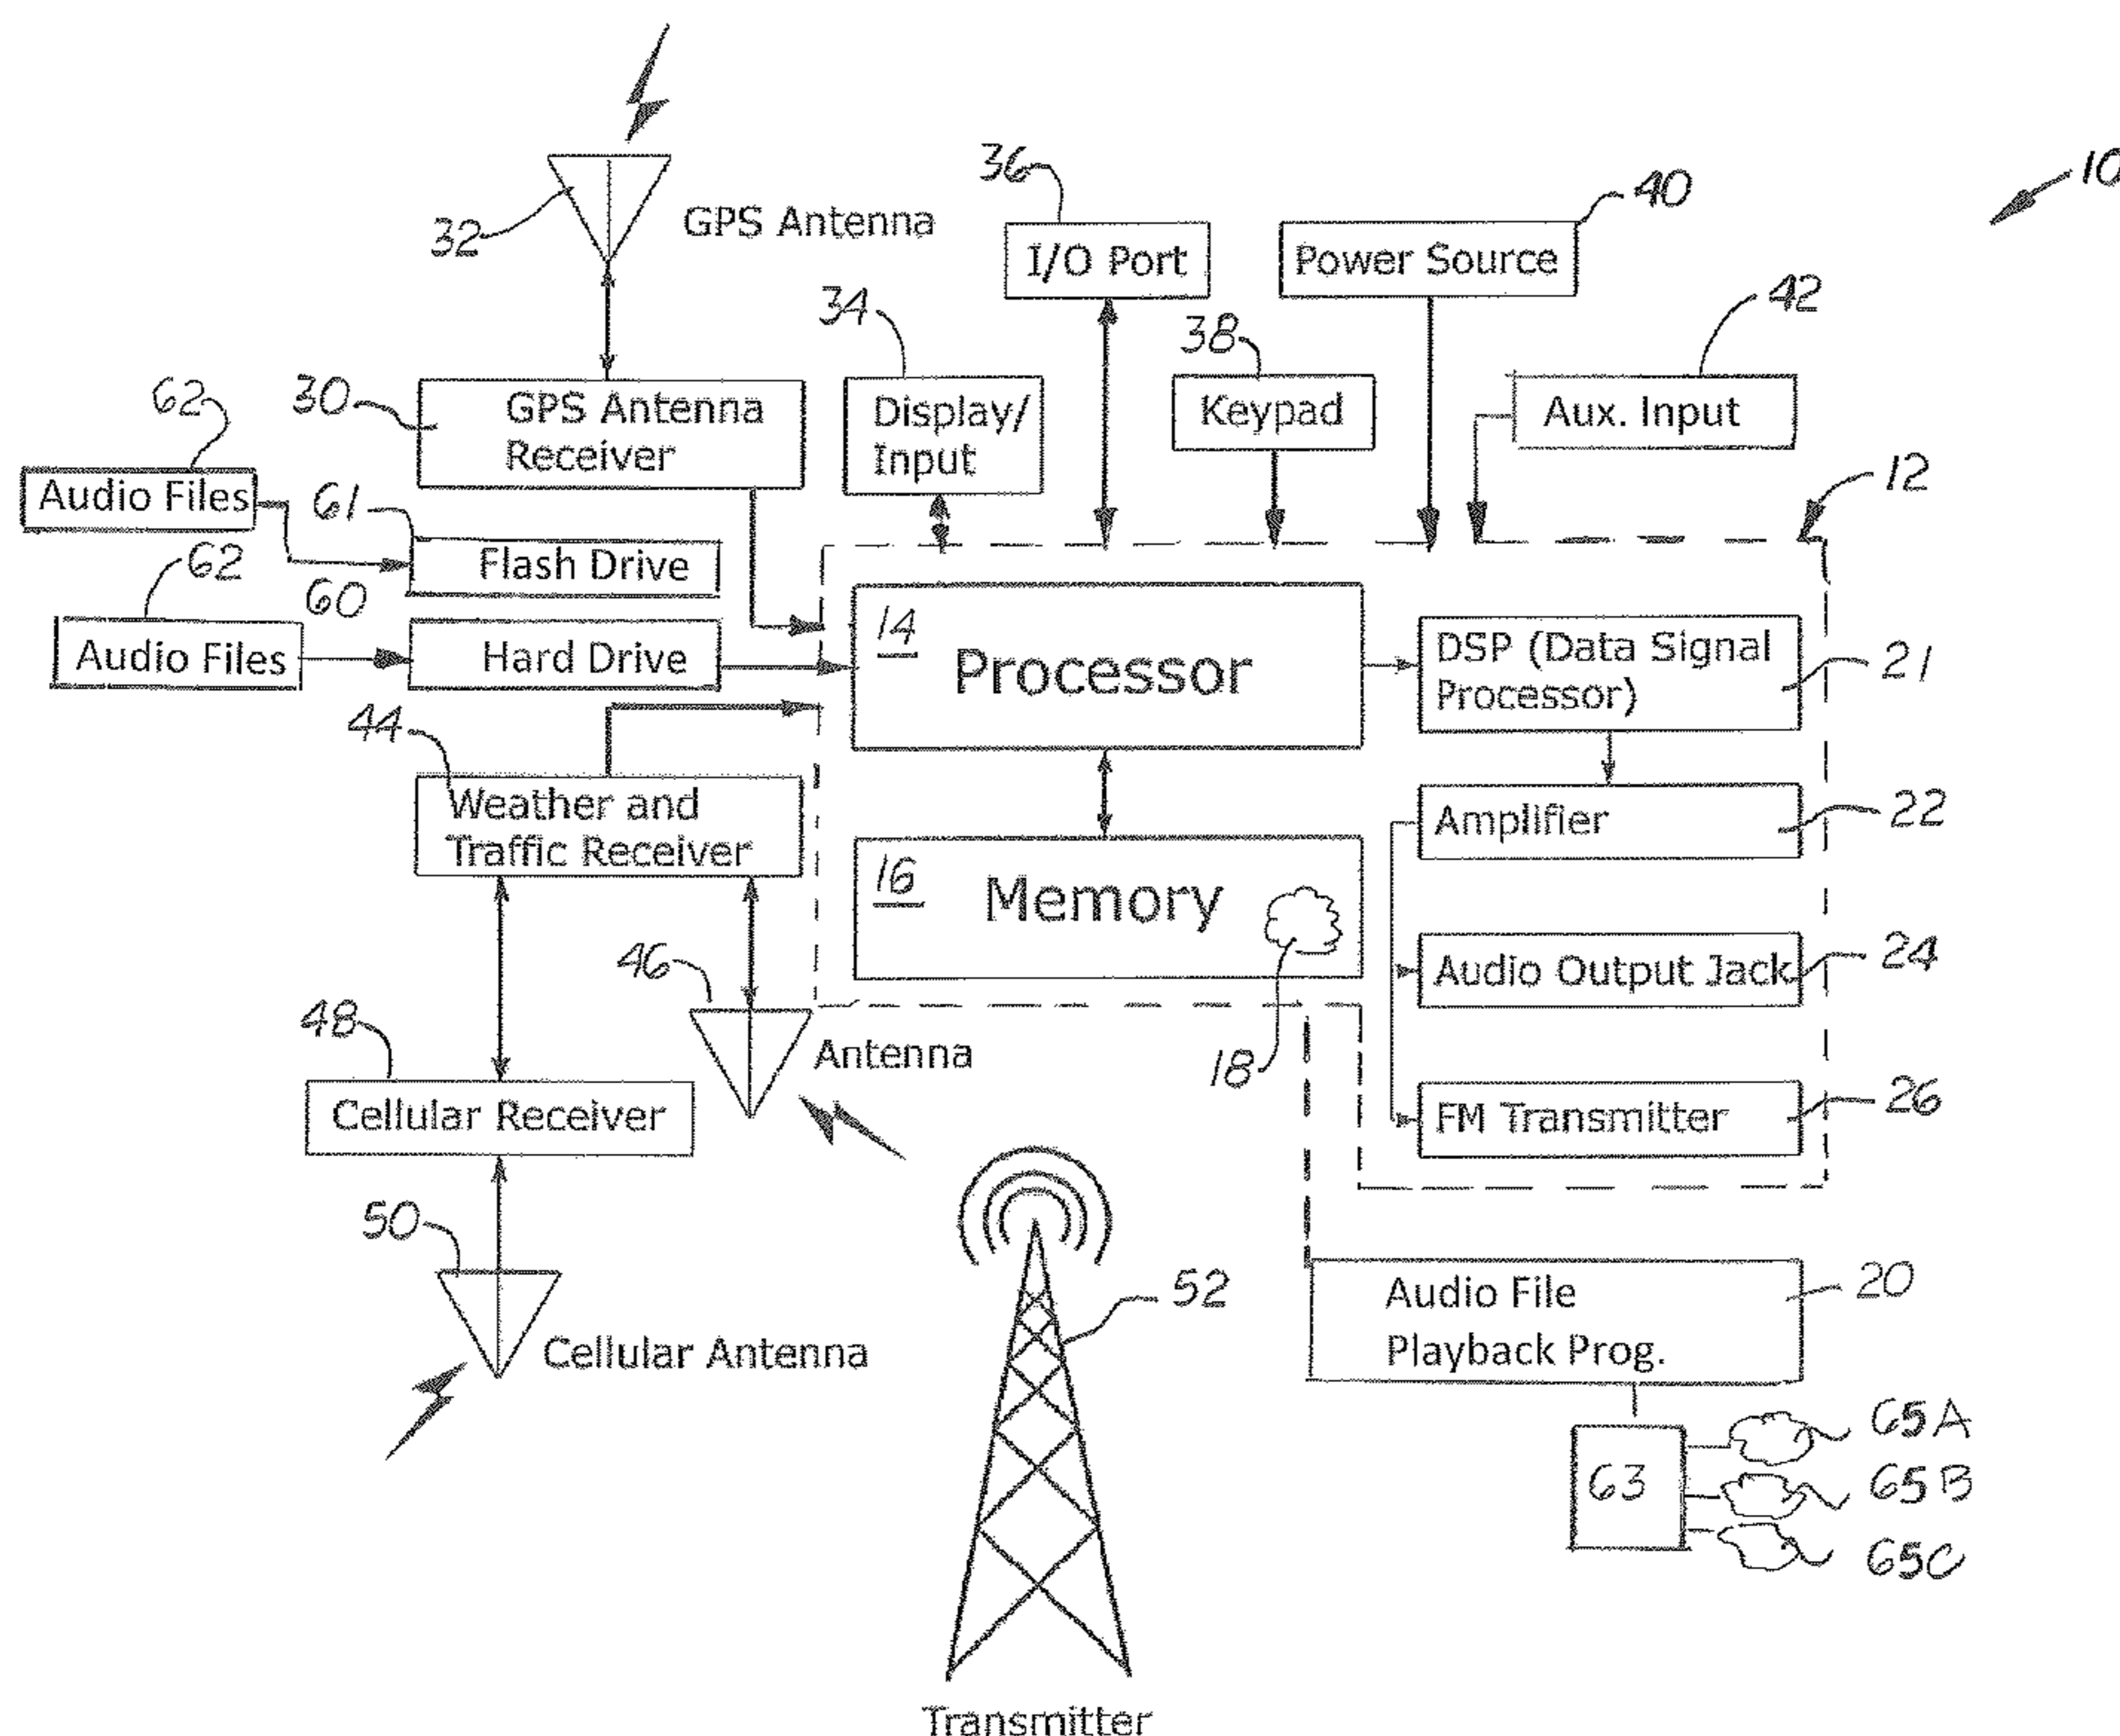 10
32
GPS Antenna
36
I/O Port
40
Power Source
42
Aux. Input
34
Display/
Input
38
Keypad
12
62
Audio Files
30
GPS Antenna
Receiver
61
Flash Drive
62
Audio Files
60
Hard Drive
14
Processor
DSP (Data Signal
Processor)
21
44
Weather and
Traffic Receiver
16
Memory
18
Amplifier
22
Audio Output Jack
24
FM Transmitter
26
46
Antenna
48
Cellular Receiver
50
Cellular Antenna
52
Transmitter
Audio File
Playback Prog.
20
63
65A
65B
65C